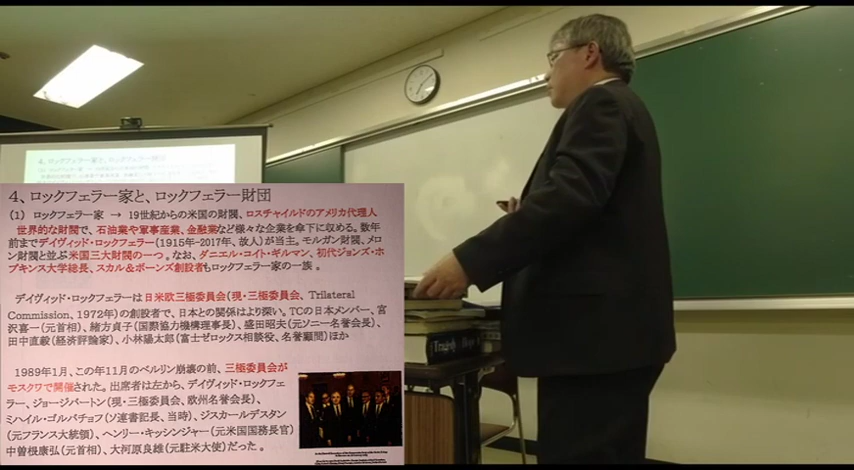 4、ロックフェラー家と、ロックフェラー財団
(1) ロックフェラー家 → 19世紀からの米国の財閥、ロスチャイルドのアメリカ代理人
世界的な財閥で、石油業や軍事産業、金融業など様々な企業を傘下に収める。数年
前までデイヴィッド・ロックフェラー(1915年-2017年、故人)が当主。モルガン財閥、メロ
ン財閥と並ぶ米国三大財閥の一つ。なお、ダニエル・コイト・ギルマン、初代ジョンズ・ホ
プキンス大学総長、スカル&ボーンズ創設者もロックフェラー家の一族 。
デイヴィッド・ロックフェラーは日米欧三極委員会(現・三極委員会、Trilateral
Commission、1972年)の創設者で、日本との関係はより深い。TCの日本メンバー、宮
沢喜一(元首相)、緒方貞子(国際協力機構理事長)、盛田昭夫(元ソニー名誉会長)、
田中直毅(経済評論家)、小林陽太郎(富士ゼロックス相談役、名誉顧問)ほか
1989年1月、この年11月のベルリン崩壊の前、三極委員会が
モスクワで開催された。出席者は左から、デイヴィッド・ロックフェ
ラー、ジョージバートン(現・三極委員会、欧州名誉会長)、
ミハイル・ゴルバチョフ(ソ連書記長、当時)、ジスカールデスタン
(元フランス大統領)、ヘンリー・キッシンジャー(元米国国務長官)
中曽根康弘(元首相)、大河原良雄(元駐米大使)だった。
Tragedy